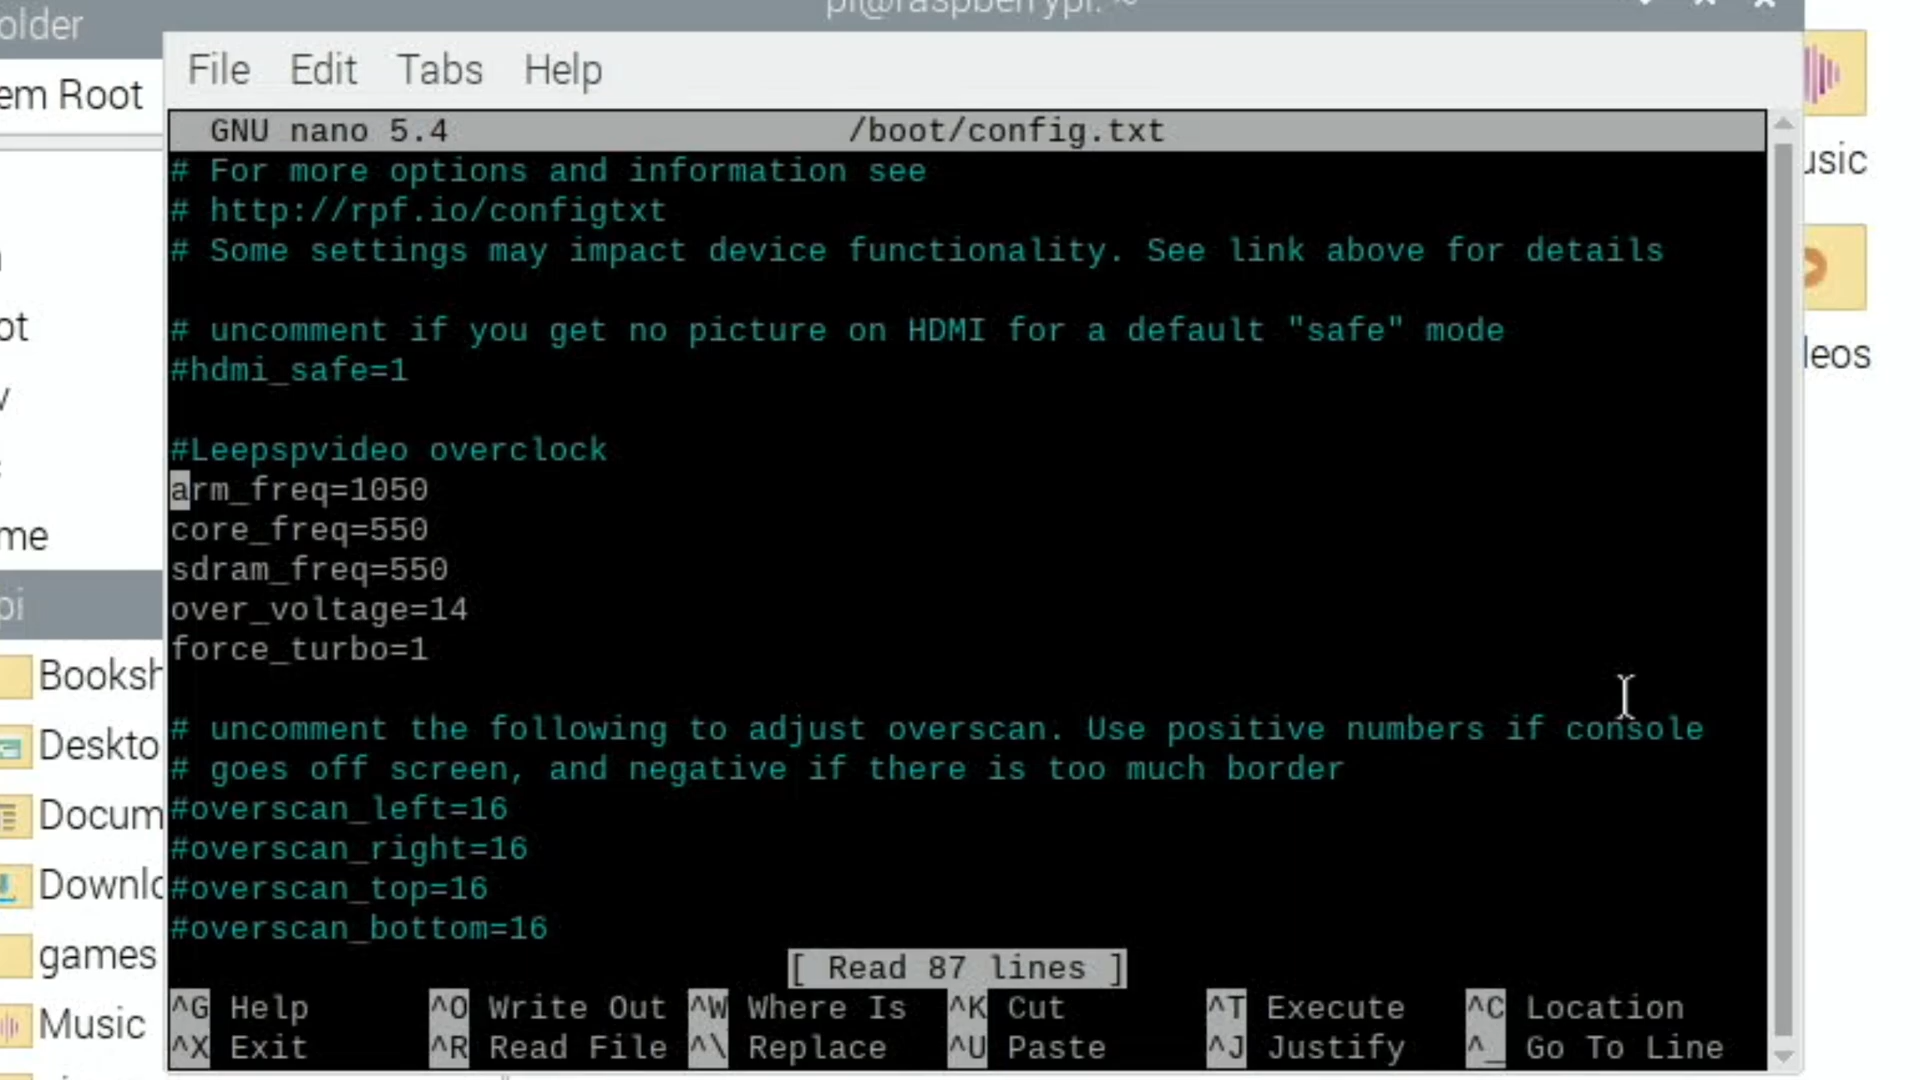 pi@raspberrypi: ~
older
em Root
File Edit Tabs Help
GNU nano 5.4 /boot/config.txt
# For more options and information see
# http://rpf.io/configtxt
# Some settings may impact device functionality. See link above for details
# uncomment if you get no picture on HDMI for a default "safe" mode
#hdmi_safe=1
#Leepspvideo overclock
arm_freq=1050
core_freq=550
sdram_freq=550
over_voltage=14
force_turbo=1
# uncomment the following to adjust overscan. Use positive numbers if console
# goes off screen, and negative if there is too much border
#overscan_left=16
#overscan_right=16
#overscan_top=16
#overscan_bottom=16
[ Read 87 lines ]
^G Help ^O Write Out ^W Where Is ^K Cut ^T Execute ^C Location
^X Exit ^R Read File ^\ Replace ^U Paste ^J Justify ^_ Go To Line
ot
me
pi
Booksh
Deskto
Docum
Downlo
games
Music
usic
deos